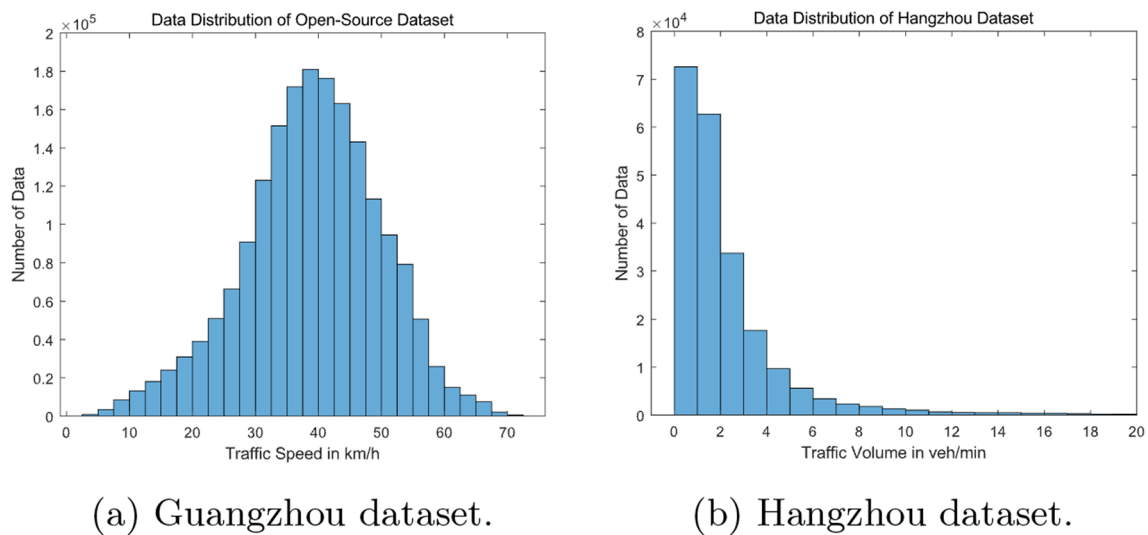 Data Distribution of Open-Source Dataset
×10⁵
2
1.8
1.6
1.4
1.2
1
0.8
0.6
0.4
0.2
0
Number of Data
0 10 20 30 40 50 60 70
Traffic Speed in km/h
(a) Guangzhou dataset.
Data Distribution of Hangzhou Dataset
×10⁴
8
7
6
5
4
3
2
1
0
Number of Data
0 2 4 6 8 10 12 14 16 18 20
Traffic Volume in veh/min
(b) Hangzhou dataset.